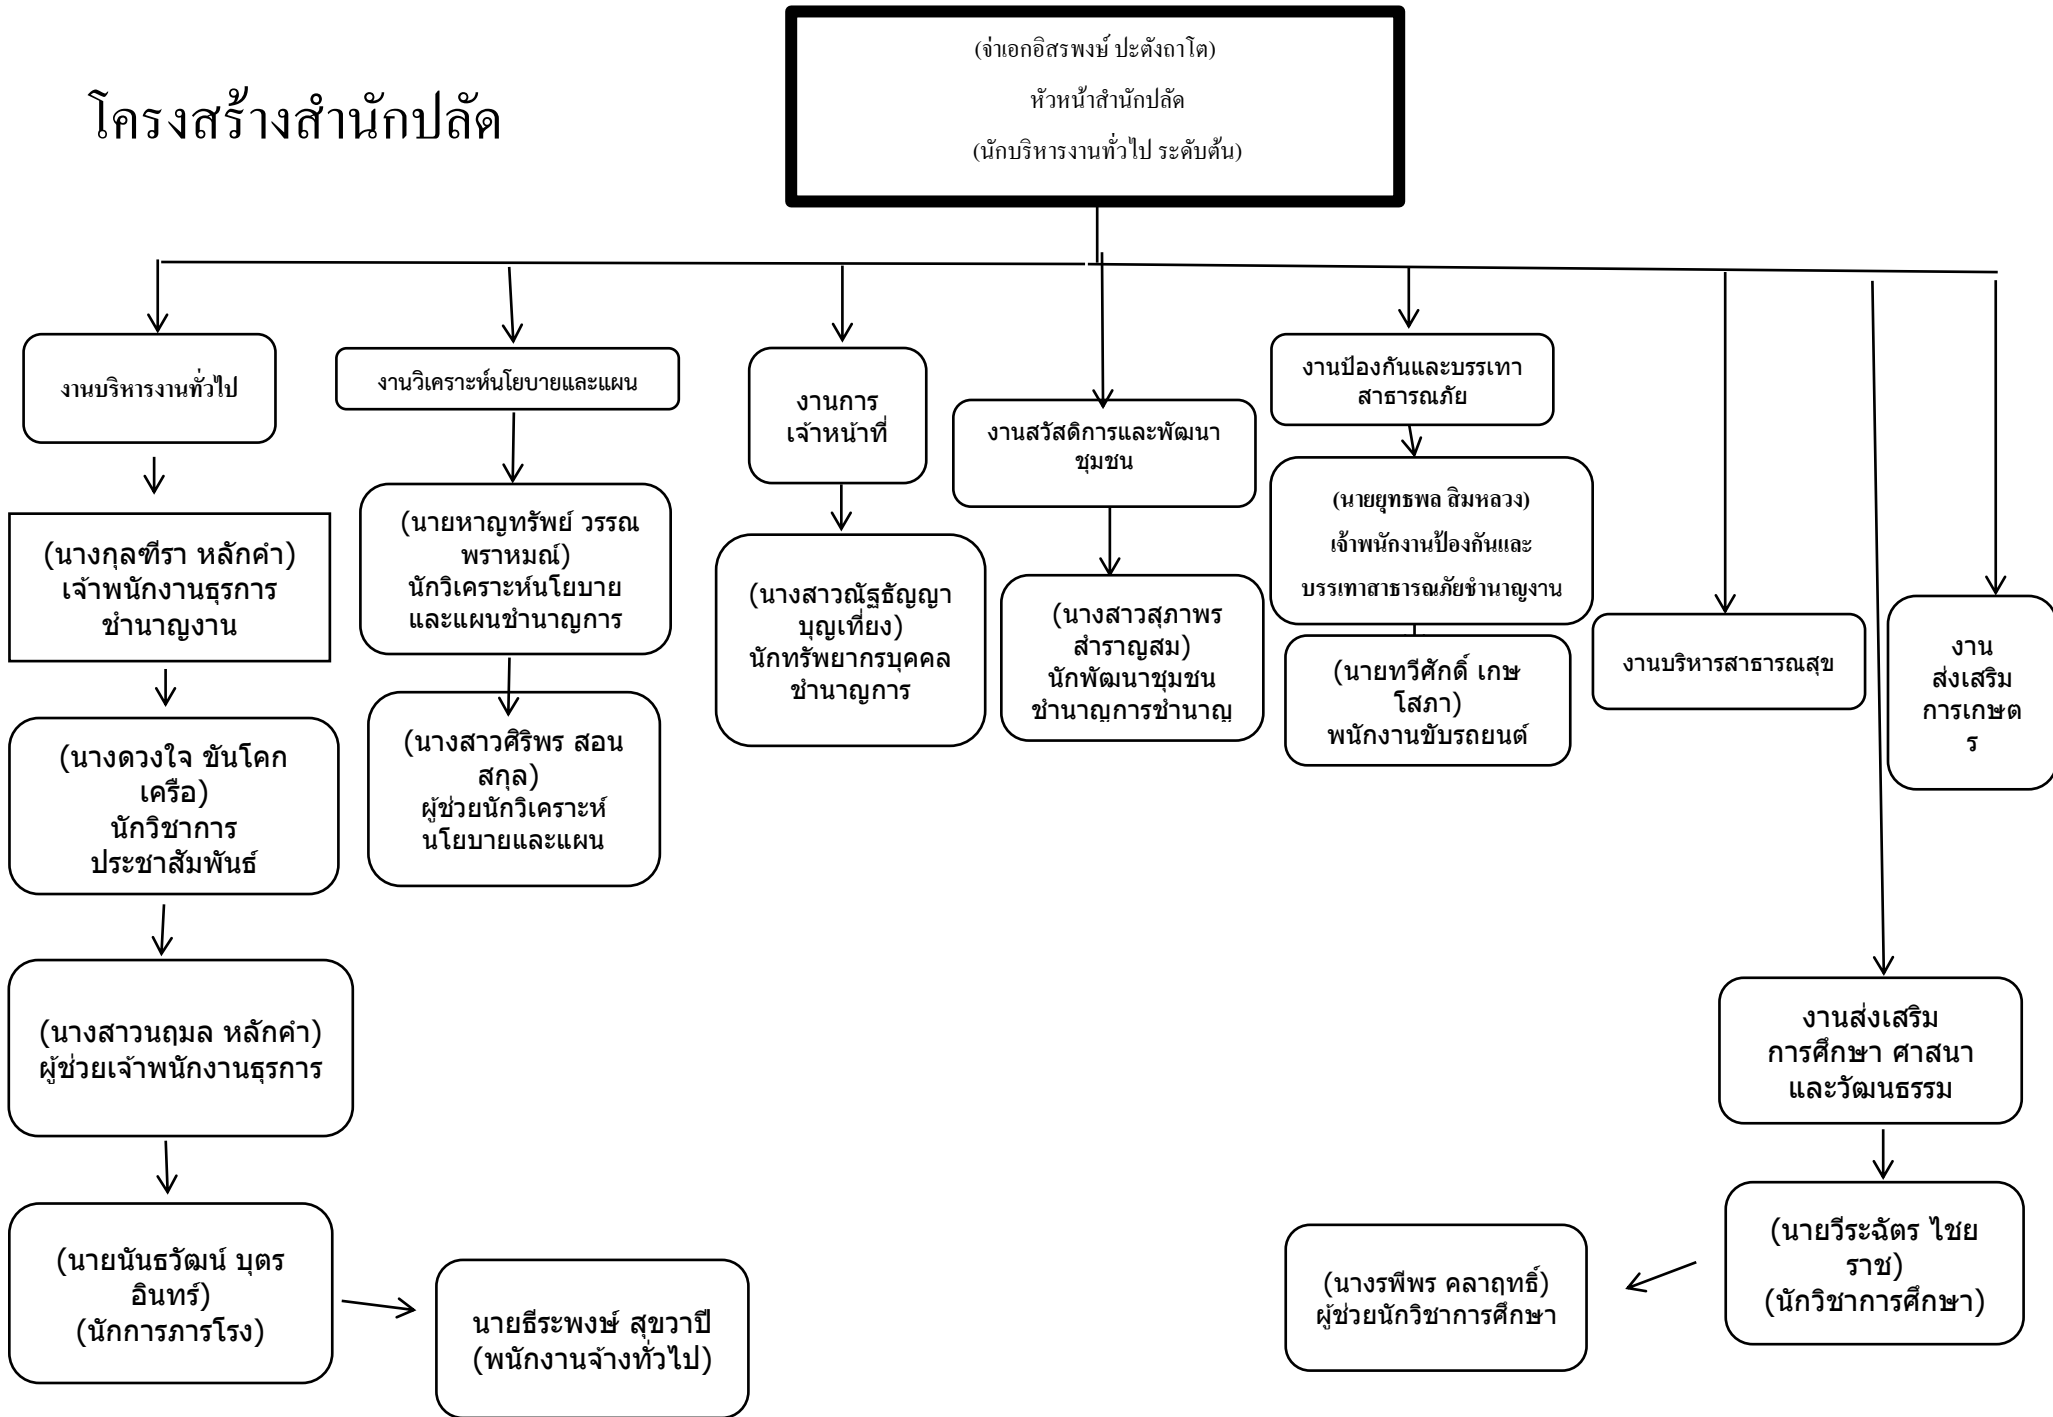 โครงสร้างสำนักปลัด
(จ่าเอกอิสรพงษ์ ปะตังถาโต)
หัวหน้าสำนักปลัด
(นักบริหารงานทั่วไป ระดับต้น)
งานบริหารงานทั่วไป
(นางกุลฑีรา หลักคำ)
เจ้าพนักงานธุรการ
ชำนาญงาน
(นางดวงใจ ขันโคก
เครือ)
นักวิชาการ
ประชาสัมพันธ์
(นางสาวนฤมล หลักคำ)
ผู้ช่วยเจ้าพนักงานธุรการ
(นายนันธวัฒน์ บุตร
อินทร์)
(นักการภารโรง)
นายธีระพงษ์ สุขวาปี
(พนักงานจ้างทั่วไป)
งานวิเคราะห์นโยบายและแผน
(นายหาญทรัพย์ วรรณ
พราหมณ์)
นักวิเคราะห์นโยบาย
และแผนชำนาญการ
(นางสาวศิริพร สอน
สกุล)
ผู้ช่วยนักวิเคราะห์
นโยบายและแผน
งานการ
เจ้าหน้าที่
(นางสาวณัฐธัญญา
บุญเที่ยง)
นักทรัพยากรบุคคล
ชำนาญการ
งานสวัสดิการและพัฒนา
ชุมชน
(นางสาวสุภาพร
สำราญสม)
นักพัฒนาชุมชน
ชำนาญการชำนาญ
งานป้องกันและบรรเทา
สาธารณภัย
(นายยุทธพล สิมหลวง)
เจ้าพนักงานป้องกันและ
บรรเทาสาธารณภัยชำนาญงาน
(นายทวีศักดิ์ เกษ
โสภา)
พนักงานขับรถยนต์
งานบริหารสาธารณสุข
งาน
ส่งเสริม
การเกษต
ร
งานส่งเสริม
การศึกษา ศาสนา
และวัฒนธรรม
(นายวีระฉัตร ไชย
ราช)
(นักวิชาการศึกษา)
(นางรพีพร คลาฤทธิ์)
ผู้ช่วยนักวิชาการศึกษา